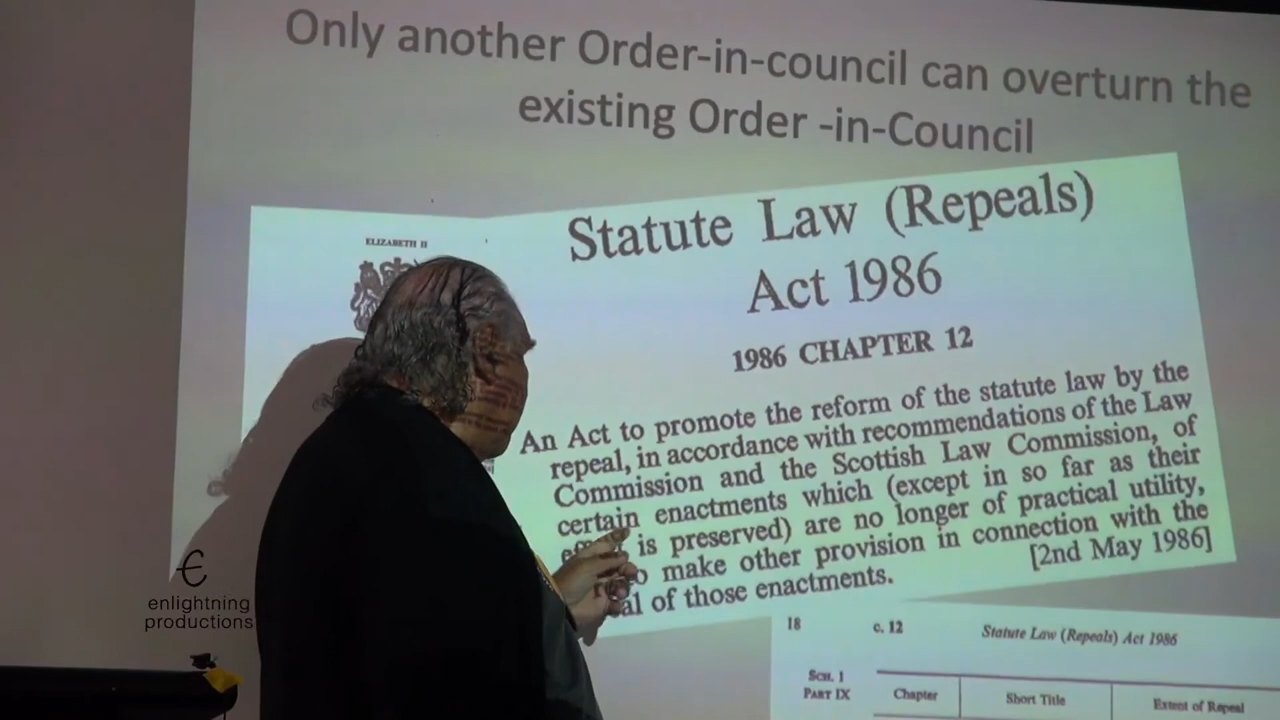 Only another Order-in-council can overturn the
existing Order -in-Council
ELIZABETH II
Statute Law (Repeals)
Act 1986
1986 CHAPTER 12
An Act to promote the reform of the statute law by the
repeal, in accordance with recommendations of the Law
Commission and the Scottish Law Commission, of
certain enactments which (except in so far as their
is preserved) are no longer of practical utility,
make other provision in connection with the
of those enactments. [2nd May 1986]
enlightning
productions
18 c. 12 Statute Law (Repeals) Act 1986
SCH. 1
PART IX
Chapter Short Title Extent of Repeal